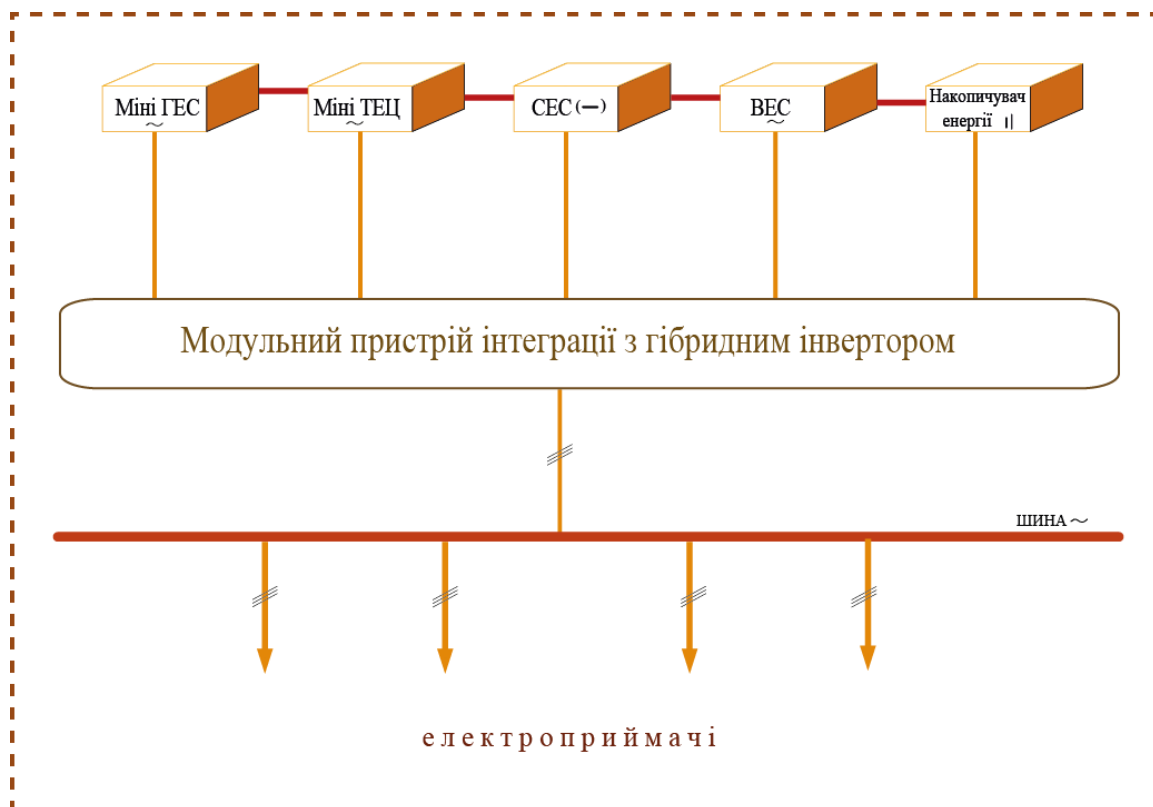 Міні ГЕС
~
Міні ТЕЦ
~
СЕС (—)
ВЕС
~
Накопичувач
енергії
Модульний пристрій інтеграції з гібридним інвертором
ШИНА ~
електроприймачі